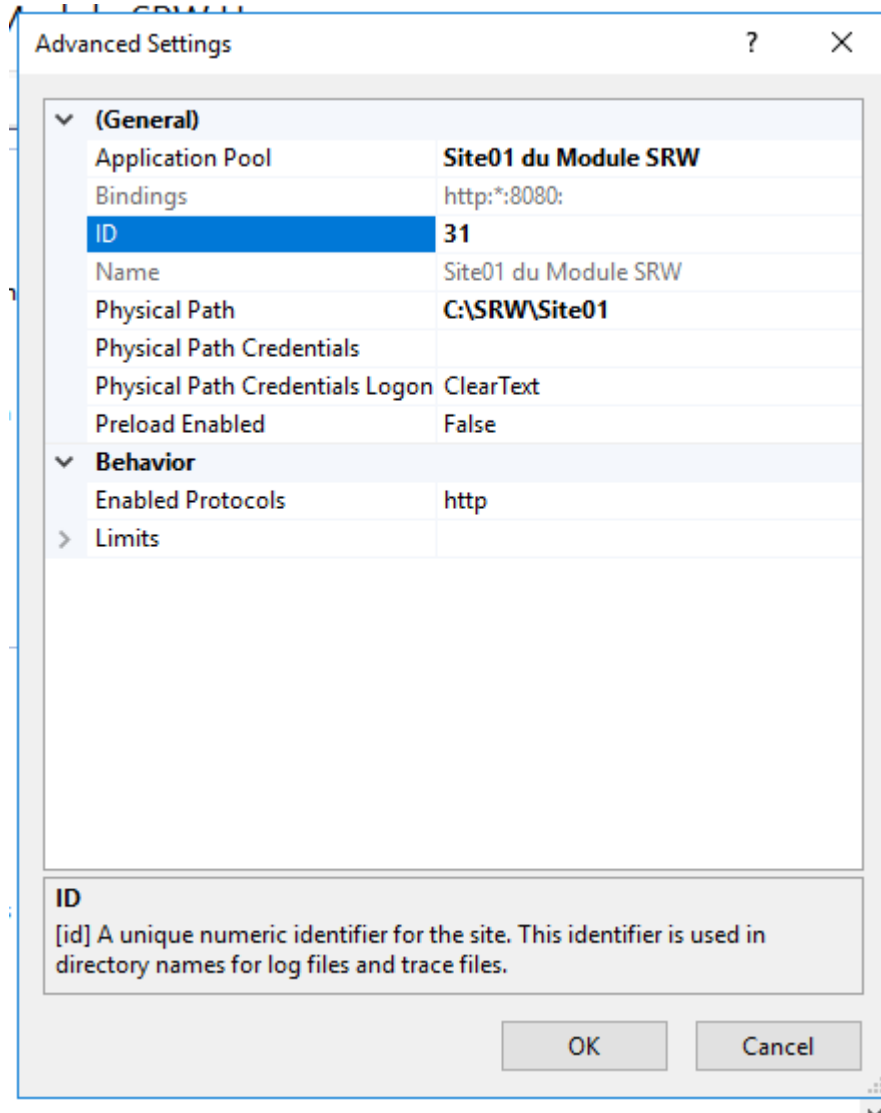 Advanced Settings
(General)
Application Pool Site01 du Module SRW
Bindings http:*:8080:
ID 31
Name Site01 du Module SRW
Physical Path C:\SRW\Site01
Physical Path Credentials
Physical Path Credentials Logon ClearText
Preload Enabled False
Behavior
Enabled Protocols http
Limits
ID
[id] A unique numeric identifier for the site. This identifier is used in
directory names for log files and trace files.
OK Cancel